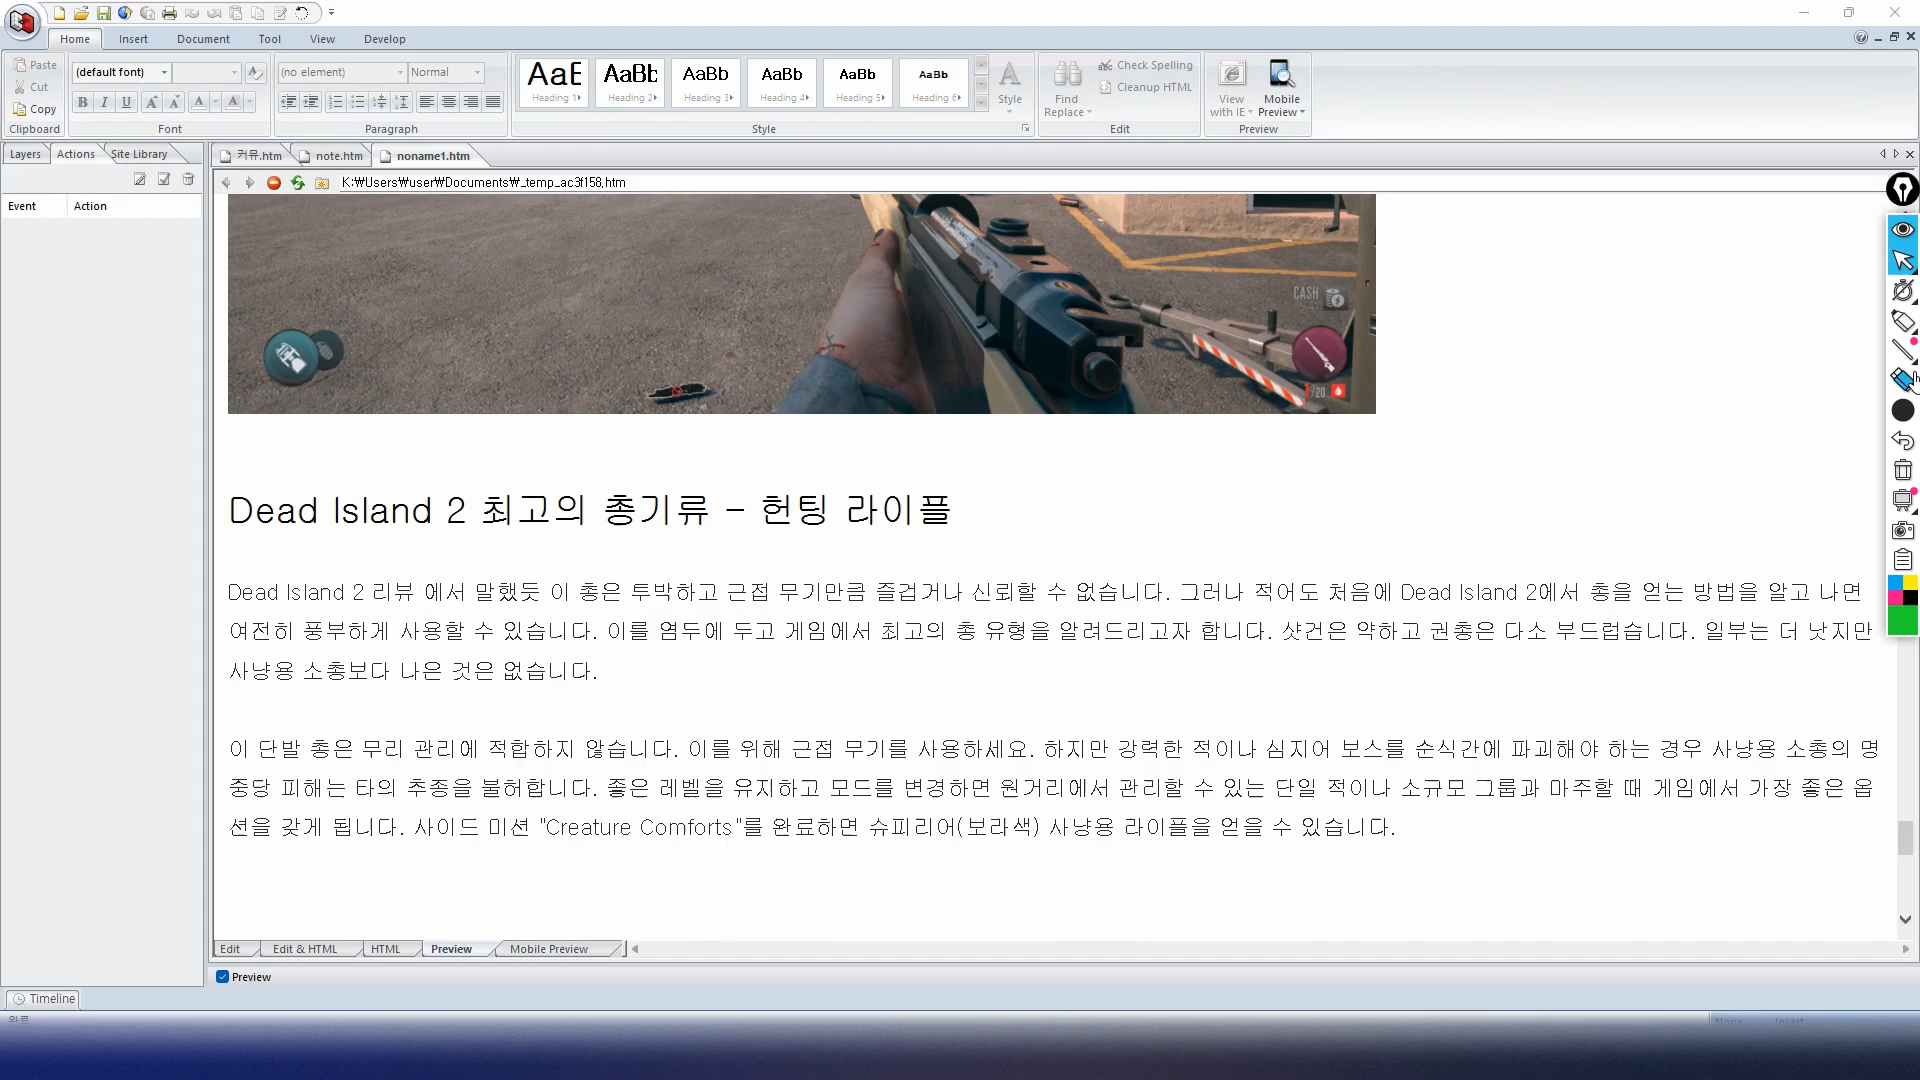 Home Insert Document Tool View Develop
Paste
Cut
Copy
Clipboard
(default font)
B I U
Font
(no element) Normal
Paragraph
AaE AaBb AaBb AaBb AaBb AaBb
Heading 1 Heading 2 Heading 3 Heading 4 Heading 5 Heading 6
Style
Style
Find
Replace
Check Spelling
Cleanup HTML
Edit
View
with IE
Mobile
Preview
Preview
Layers Actions Site Library
Event Action
커뮤.htm note.htm noname1.htm
K:₩Users₩user₩Documents₩_temp_ac3f158.htm
CASH
/20
Dead Island 2 최고의 총기류 - 헌팅 라이플
Dead Island 2 리뷰 에서 말했듯 이 총은 투박하고 근접 무기만큼 즐겁거나 신뢰할 수 없습니다. 그러나 적어도 처음에 Dead Island 2에서 총을 얻는 방법을 알고 나면
여전히 풍부하게 사용할 수 있습니다. 이를 염두에 두고 게임에서 최고의 총 유형을 알려드리고자 합니다. 샷건은 약하고 권총은 다소 부드럽습니다. 일부는 더 낫지만
사냥용 소총보다 나은 것은 없습니다.
이 단발 총은 무리 관리에 적합하지 않습니다. 이를 위해 근접 무기를 사용하세요. 하지만 강력한 적이나 심지어 보스를 순식간에 파괴해야 하는 경우 사냥용 소총의 명
중당 피해는 타의 추종을 불허합니다. 좋은 레벨을 유지하고 모드를 변경하면 원거리에서 관리할 수 있는 단일 적이나 소규모 그룹과 마주할 때 게임에서 가장 좋은 옵
션을 갖게 됩니다. 사이드 미션 "Creature Comforts"를 완료하면 슈피리어(보라색) 사냥용 라이플을 얻을 수 있습니다.
Edit Edit & HTML HTML Preview Mobile Preview
Preview
Timeline